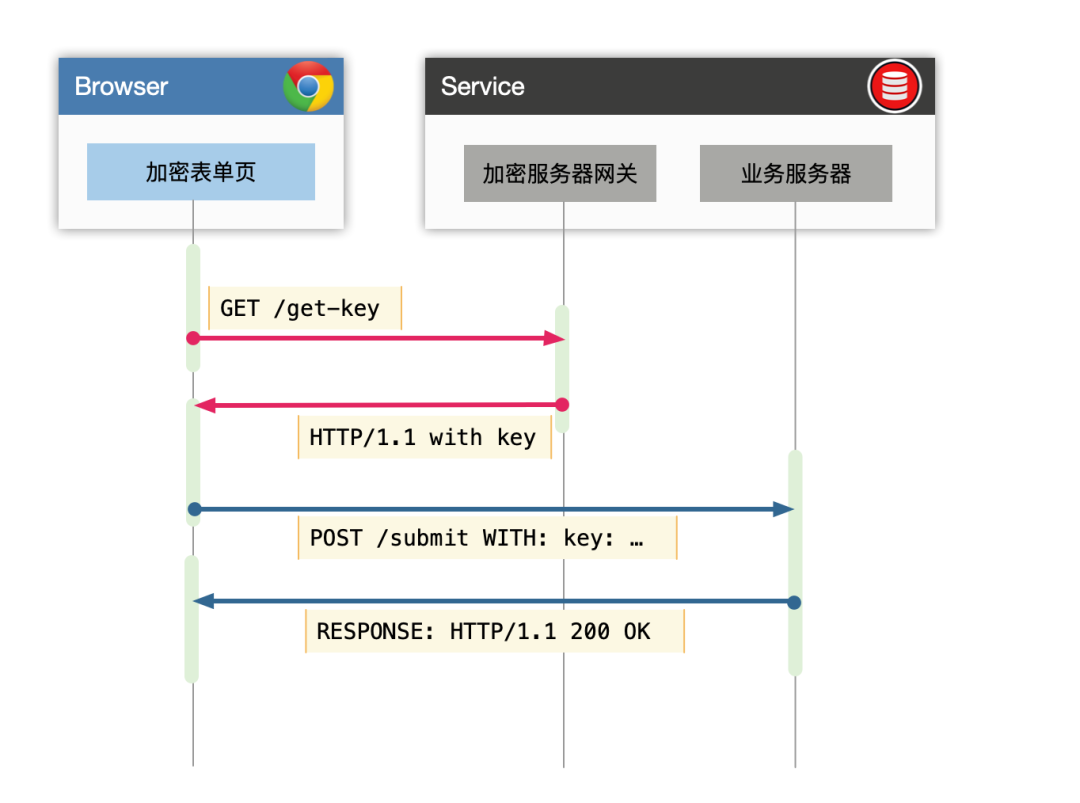 Browser
Service
加密表单页
加密服务器网关
业务服务器
GET /get-key
HTTP/1.1 with key
POST /submit WITH: key: …
RESPONSE: HTTP/1.1 200 OK